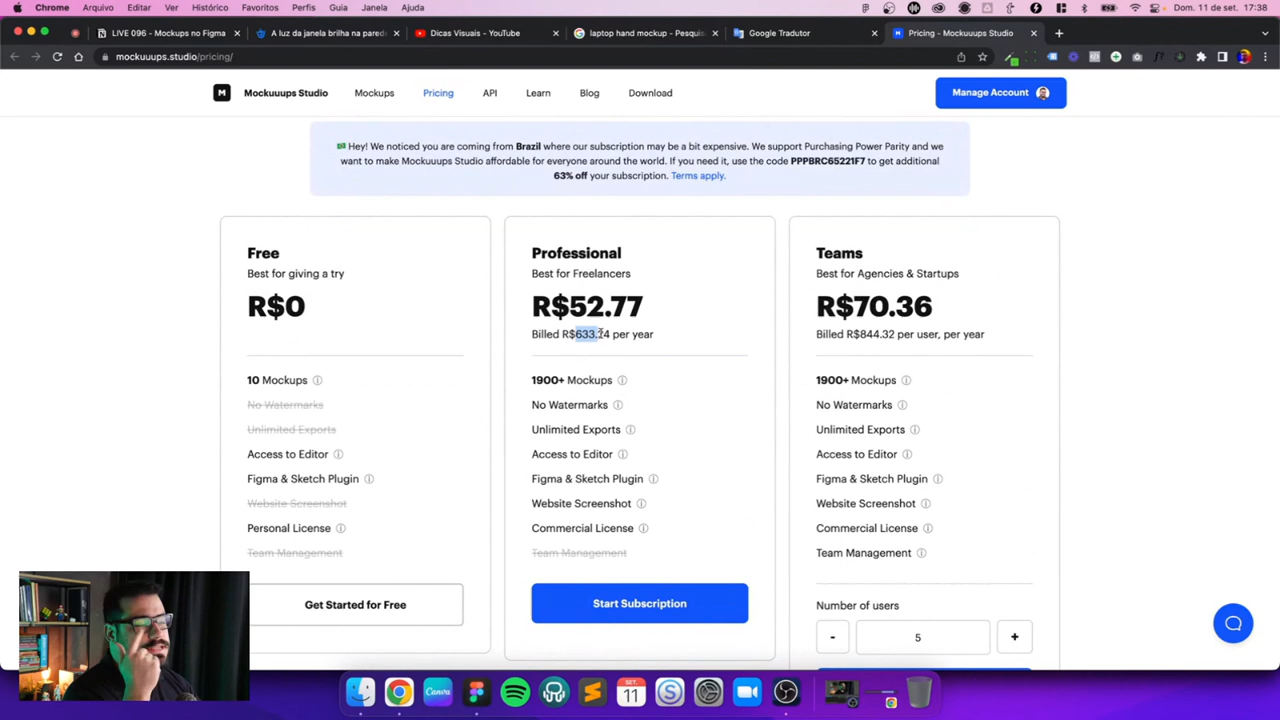 Chrome Arquivo Editar Ver Histórico Favoritos Perfis Guia Janela Ajuda
Dom. 11 de set. 17:38
LIVE 096 - Mockups no Figma
A luz da janela brilha na pared
Dicas Visuais - YouTube
laptop hand mockup - Pesquis
Google Tradutor
Pricing - Mockuuups Studio
mockuuups.studio/pricing/
M Mockuuups Studio Mockups Pricing API Learn Blog Download Manage Account
Hey! We noticed you are coming from Brazil where our subscription may be a bit expensive. We support Purchasing Power Parity and we
want to make Mockuuups Studio affordable for everyone around the world. If you need it, use the code PPPBRC65221F7 to get additional
63% off your subscription. Terms apply.
Free
Best for giving a try
R$0
10 Mockups
No Watermarks
Unlimited Exports
Access to Editor
Figma & Sketch Plugin
Website Screenshot
Personal License
Team Management
Get Started for Free
Professional
Best for Freelancers
R$52.77
Billed R$633.24 per year
1900+ Mockups
No Watermarks
Unlimited Exports
Access to Editor
Figma & Sketch Plugin
Website Screenshot
Commercial License
Team Management
Start Subscription
Teams
Best for Agencies & Startups
R$70.36
Billed R$844.32 per user, per year
1900+ Mockups
No Watermarks
Unlimited Exports
Access to Editor
Figma & Sketch Plugin
Website Screenshot
Commercial License
Team Management
Number of users
- 5 +
Canva
SET.
11